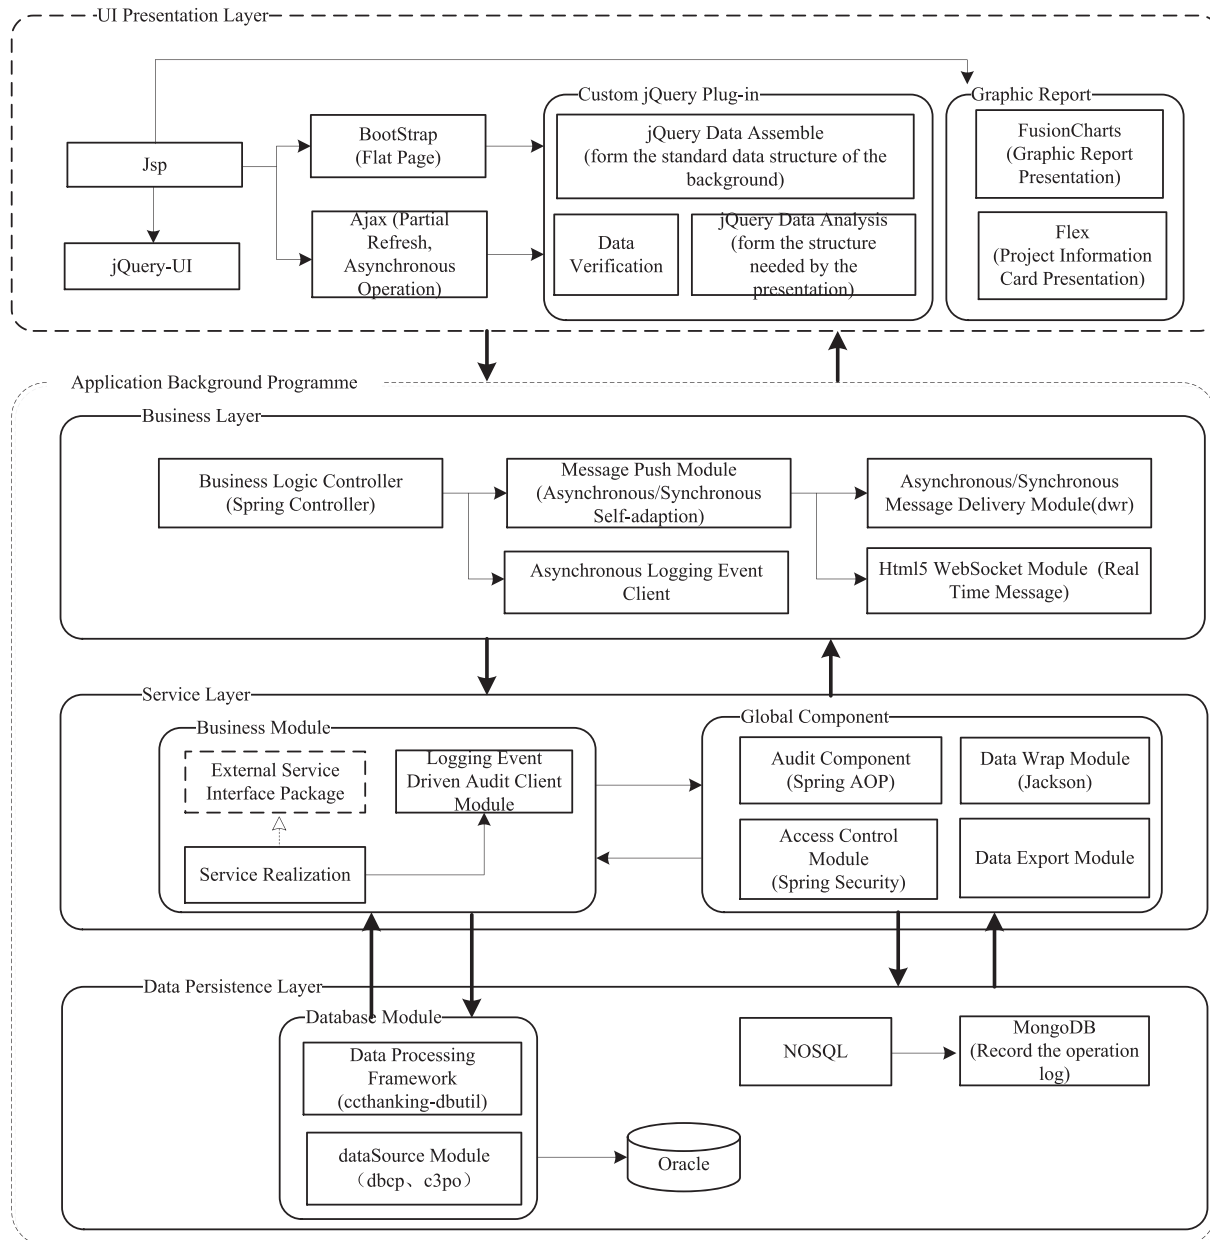 UI Presentation Layer
Custom jQuery Plug-in
Graphic Report
Jsp
BootStrap
(Flat Page)
jQuery Data Assemble
(form the standard data structure of the
background)
FusionCharts
(Graphic Report
Presentation)
jQuery-UI
Ajax (Partial
Refresh,
Asynchronous
Operation)
Data
Verification
jQuery Data Analysis
(form the structure
needed by the
presentation)
Flex
(Project Information
Card Presentation)
Application Background Programme
Business Layer
Business Logic Controller
(Spring Controller)
Message Push Module
(Asynchronous/Synchronous
Self-adaption)
Asynchronous/Synchronous
Message Delivery Module(dwr)
Asynchronous Logging Event
Client
Html5 WebSocket Module (Real
Time Message)
Service Layer
Business Module
Global Component
External Service
Interface Package
Logging Event
Driven Audit Client
Module
Audit Component
(Spring AOP)
Data Wrap Module
(Jackson)
Service Realization
Access Control
Module
(Spring Security)
Data Export Module
Data Persistence Layer
Database Module
Data Processing
Framework
(ccthanking-dbutil)
NOSQL
MongoDB
(Record the operation
log)
dataSource Module
（dbcp、c3po）
Oracle